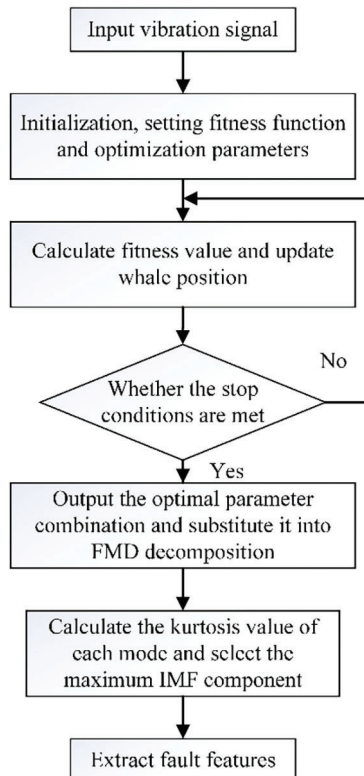 Input vibration signal
Initialization, setting fitness function
and optimization parameters
Calculate fitness value and update
whale position
No
Whether the stop
conditions are met
Yes
Output the optimal parameter
combination and substitute it into
FMD decomposition
Calculate the kurtosis value of
each mode and select the
maximum IMF component
Extract fault features